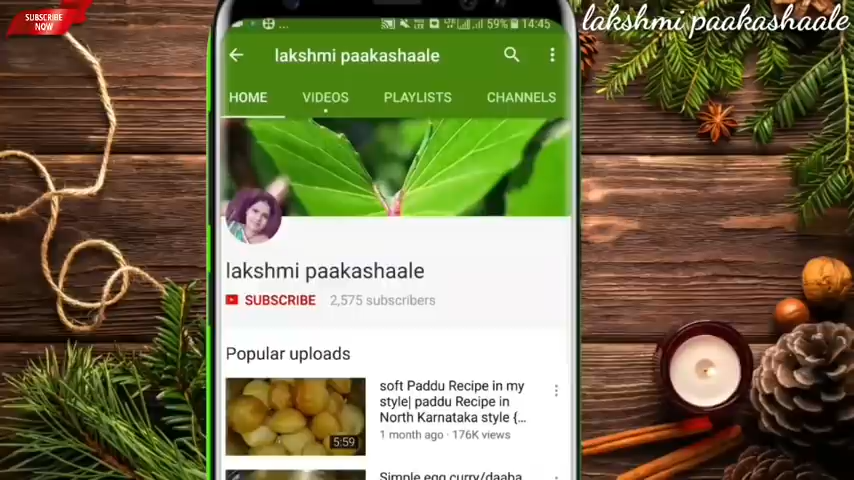 SUBSCRIBE
NOW
lakshmi paakashaale
59% 14:45
lakshmi paakashaale
HOME VIDEOS PLAYLISTS CHANNELS
lakshmi paakashaale
SUBSCRIBE 2,575 subscribers
Popular uploads
soft Paddu Recipe in my
style| paddu Recipe in
North Karnataka style {...
1 month ago · 176K views
5:59
Simple egg curry/daaba